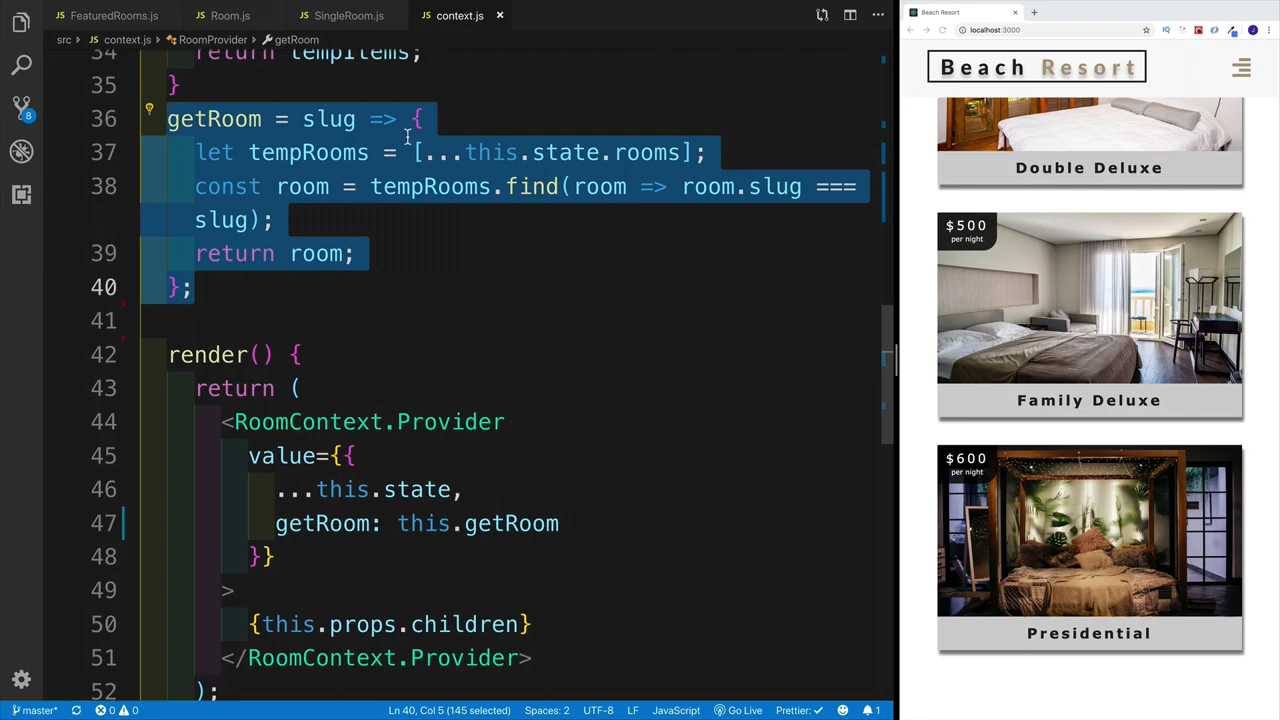 FeaturedRooms.js
Room.js
SingleRoom.js
context.js
src > context.js > RoomProvider > getRoom
34 return tempItems;
35 }
36 getRoom = slug => {
37 let tempRooms = [...this.state.rooms];
38 const room = tempRooms.find(room => room.slug ===
slug);
39 return room;
40 };
41
42 render() {
43 return (
44 <RoomContext.Provider
45 value={{
46 ...this.state,
47 getRoom: this.getRoom
48 }}
49 >
50 {this.props.children}
51 </RoomContext.Provider>
52 );
8
master*
0 0
Ln 40, Col 5 (145 selected)
Spaces: 2
UTF-8
LF
JavaScript
Go Live
Prettier: ✓
1
Beach Resort
localhost:3000
IQ
J
Beach Resort
Double Deluxe
$500
per night
Family Deluxe
$600
per night
Presidential